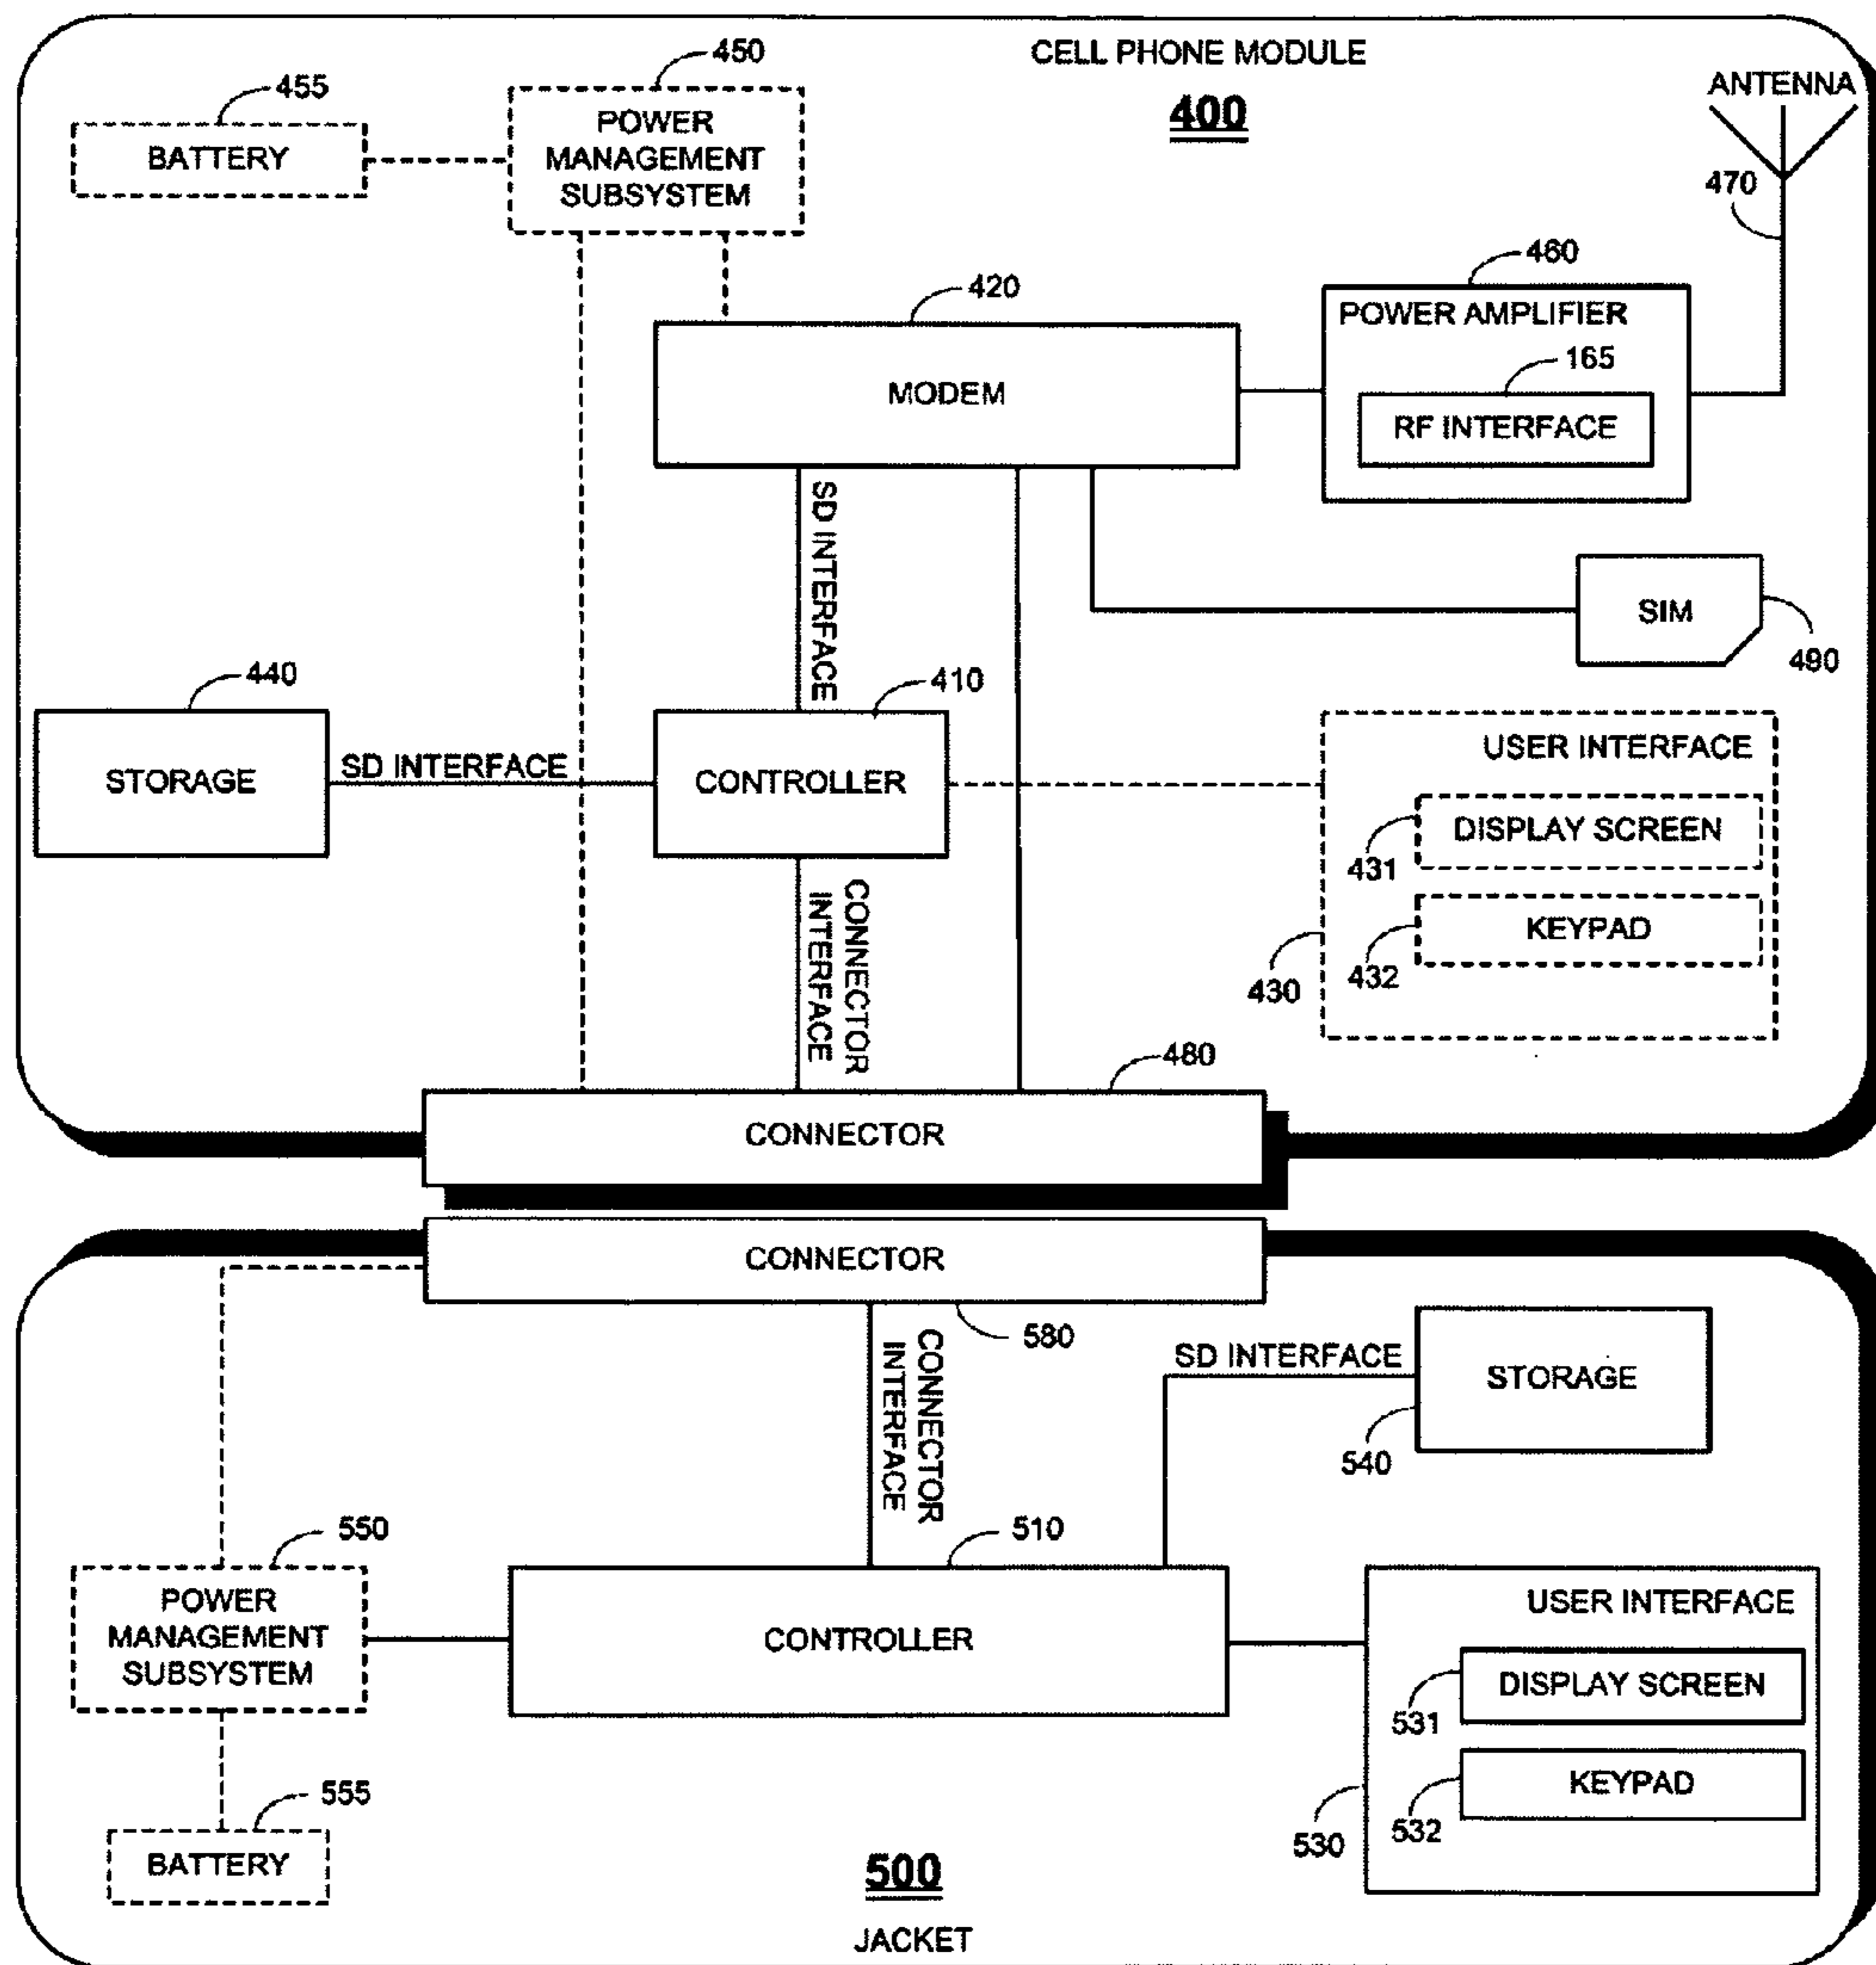 CELL PHONE MODULE
400
ANTENNA
470
455
BATTERY
450
POWER
MANAGEMENT
SUBSYSTEM
420
MODEM
460
POWER AMPLIFIER
165
RF INTERFACE
SD INTERFACE
SIM
490
440
STORAGE
SD INTERFACE
410
CONTROLLER
USER INTERFACE
DISPLAY SCREEN
431
KEYPAD
432
430
CONNECTOR
INTERFACE
480
CONNECTOR
CONNECTOR
580
CONNECTOR
INTERFACE
SD INTERFACE
STORAGE
540
550
POWER
MANAGEMENT
SUBSYSTEM
510
CONTROLLER
USER INTERFACE
DISPLAY SCREEN
531
KEYPAD
532
530
555
BATTERY
500
JACKET